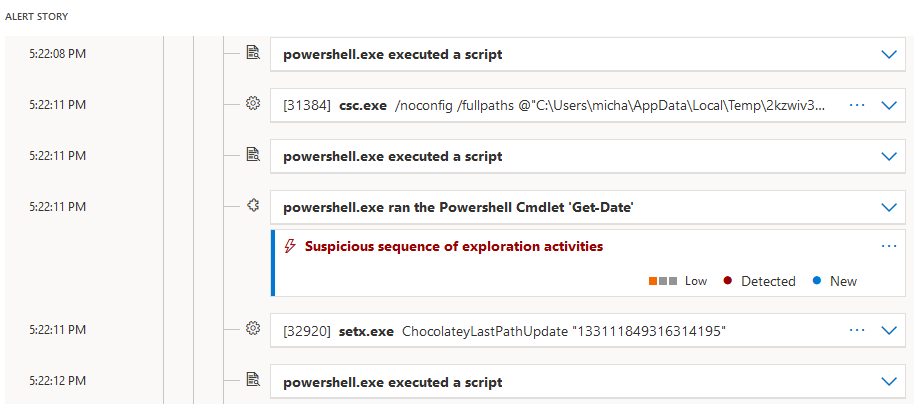 ALERT STORY
5:22:08 PM powershell.exe executed a script
5:22:11 PM [31384] csc.exe /noconfig /fullpaths @"C:\Users\micha\AppData\Local\Temp\2kzwiv3...
5:22:11 PM powershell.exe executed a script
5:22:11 PM powershell.exe ran the Powershell Cmdlet 'Get-Date'
Suspicious sequence of exploration activities
Low Detected New
5:22:11 PM [32920] setx.exe ChocolateyLastPathUpdate "133111849316314195"
5:22:12 PM powershell.exe executed a script